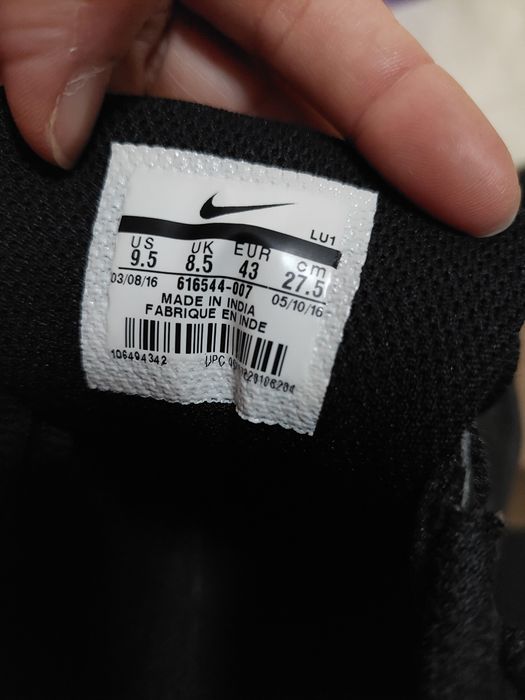 LU1
US UK EUR cm
9.5 8.5 43 27.5
03/08/16 616544-007 05/10/16
MADE IN INDIA
FABRIQUE EN INDE
106494342 UPC